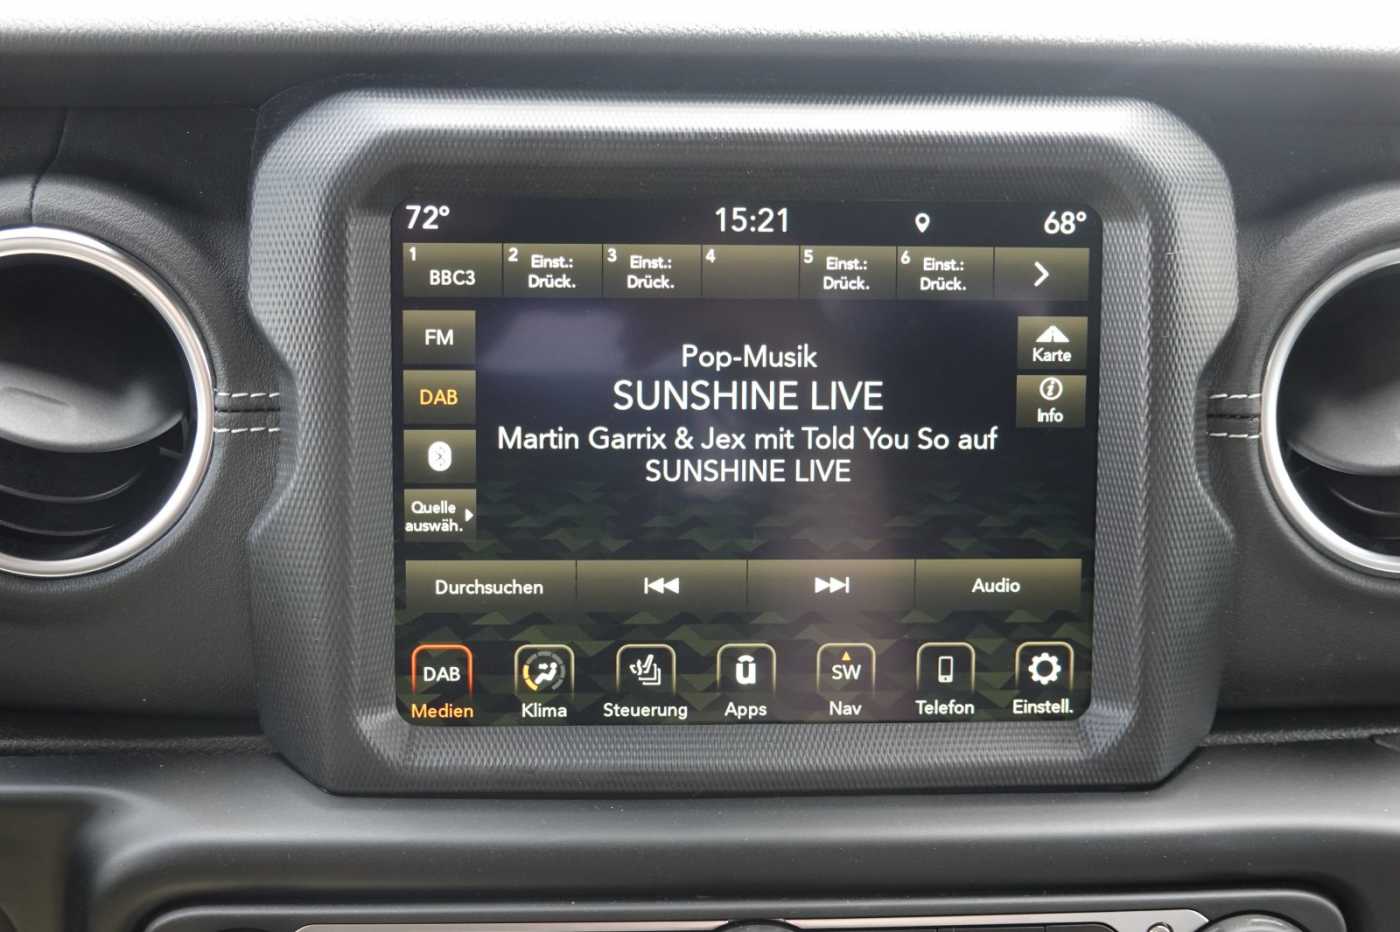 72° 15:21 68°
1 BBC3
2 Einst.: Drück.
3 Einst.: Drück.
4
5 Einst.: Drück.
6 Einst.: Drück.
FM
DAB
Quelle
auswäh.
Pop-Musik
SUNSHINE LIVE
Martin Garrix & Jex mit Told You So auf
SUNSHINE LIVE
Karte
Info
Durchsuchen
Audio
DAB
Medien
Klima
Steuerung
ū
Apps
SW
Nav
Telefon
Einstell.